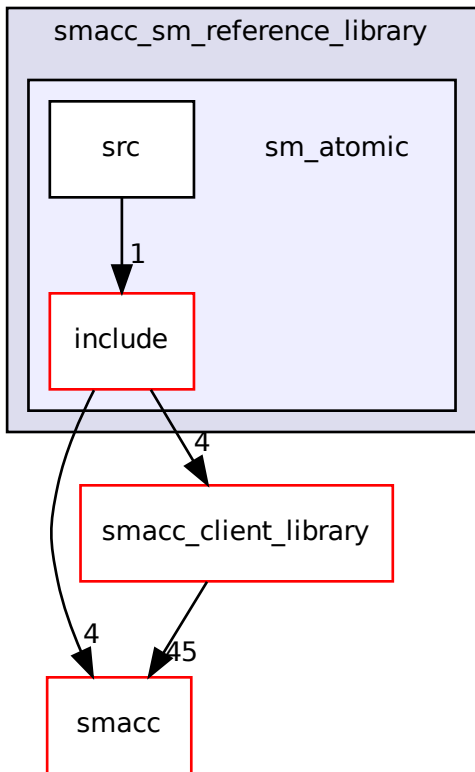 smacc_sm_reference_library
src
sm_atomic
1
include
4
smacc_client_library
4
45
smacc